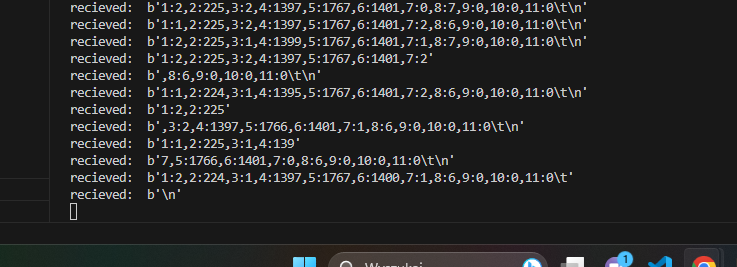 recieved:  b'1:2,2:225,3:2,4:1397,5:1767,6:1401,7:0,8:7,9:0,10:0,11:0\t\n'
recieved:  b'1:1,2:225,3:2,4:1397,5:1767,6:1401,7:2,8:6,9:0,10:0,11:0\t\n'
recieved:  b'1:1,2:225,3:1,4:1399,5:1767,6:1401,7:1,8:7,9:0,10:0,11:0\t\n'
recieved:  b'1:2,2:225,3:2,4:1397,5:1767,6:1401,7:2'
recieved:  b',8:6,9:0,10:0,11:0\t\n'
recieved:  b'1:1,2:224,3:1,4:1395,5:1767,6:1401,7:2,8:6,9:0,10:0,11:0\t\n'
recieved:  b'1:2,2:225'
recieved:  b',3:2,4:1397,5:1766,6:1401,7:1,8:6,9:0,10:0,11:0\t\n'
recieved:  b'1:1,2:225,3:1,4:139'
recieved:  b'7,5:1766,6:1401,7:0,8:6,9:0,10:0,11:0\t\n'
recieved:  b'1:2,2:224,3:1,4:1397,5:1767,6:1400,7:1,8:6,9:0,10:0,11:0\t'
recieved:  b'\n'
1